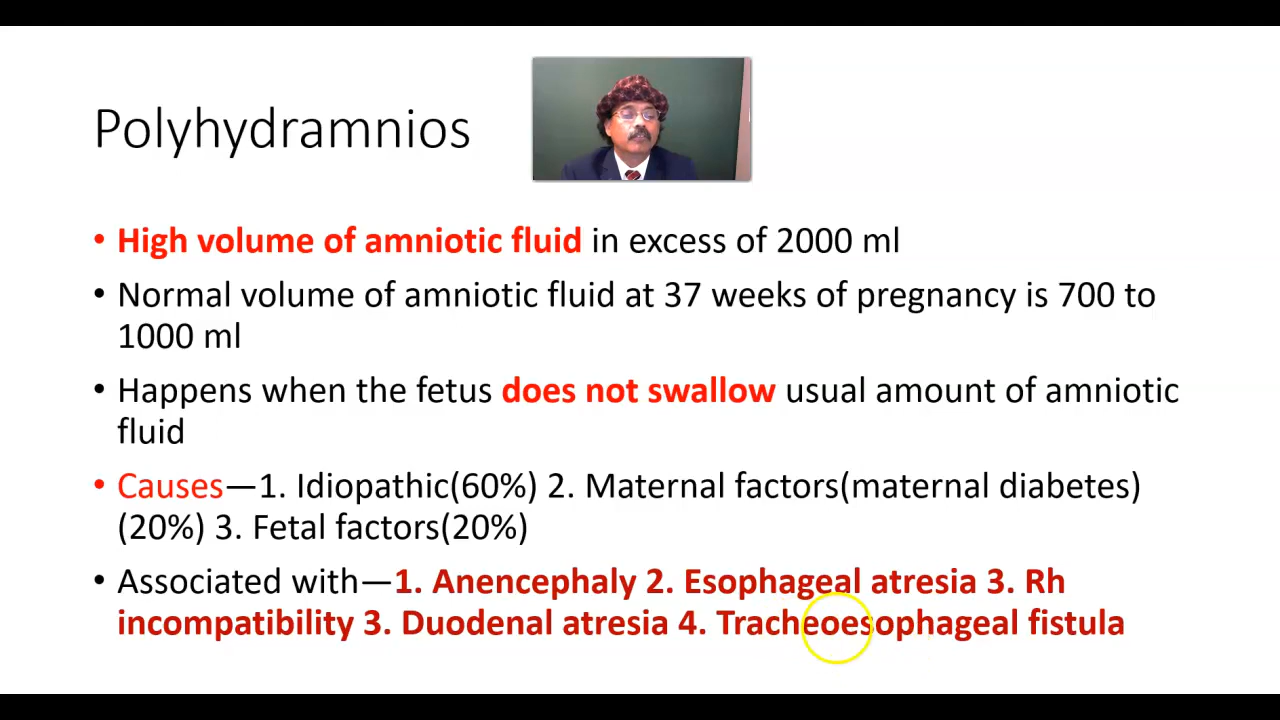 Polyhydramnios
• High volume of amniotic fluid in excess of 2000 ml
• Normal volume of amniotic fluid at 37 weeks of pregnancy is 700 to
1000 ml
• Happens when the fetus does not swallow usual amount of amniotic
fluid
• Causes—1. Idiopathic(60%) 2. Maternal factors(maternal diabetes)
(20%) 3. Fetal factors(20%)
• Associated with—1. Anencephaly 2. Esophageal atresia 3. Rh
incompatibility 3. Duodenal atresia 4. Tracheoesophageal fistula